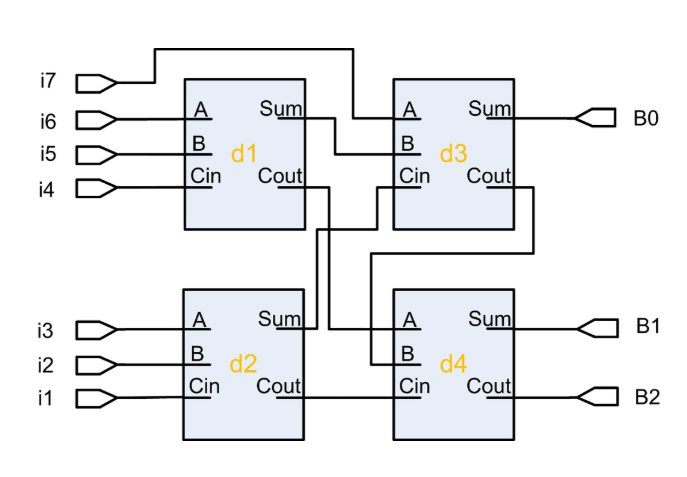 i7
i6
i5
i4
A Sum
B d1
Cin Cout
A Sum
B d3
Cin Cout
B0
i3
i2
i1
A Sum
B d2
Cin Cout
A Sum
B d4
Cin Cout
B1
B2